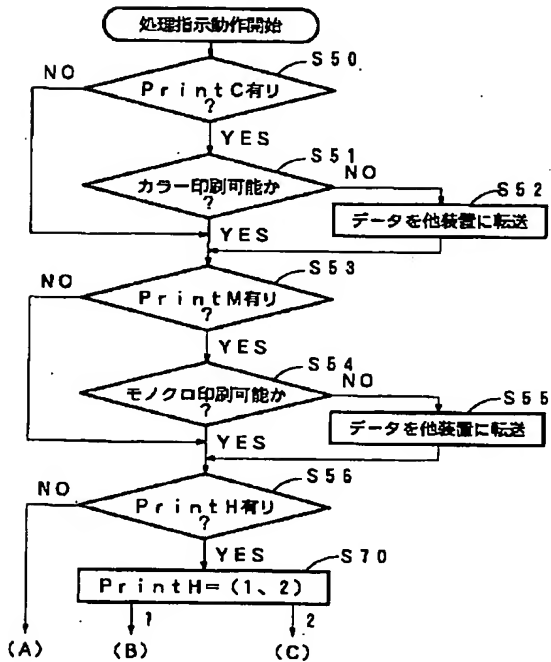 処理指示動作開始
S50
NO
PrintC有リ
?
YES
S51
NO
カラー印刷可能か
?
S52
データを他装置に転送
YES
S53
NO
PrintM有リ
?
YES
S54
NO
モノクロ印刷可能か
?
S55
データを他装置に転送
YES
S56
NO
PrintH有リ
?
YES
S70
PrintH=(1、2)
1
2
(A)
(B)
(C)